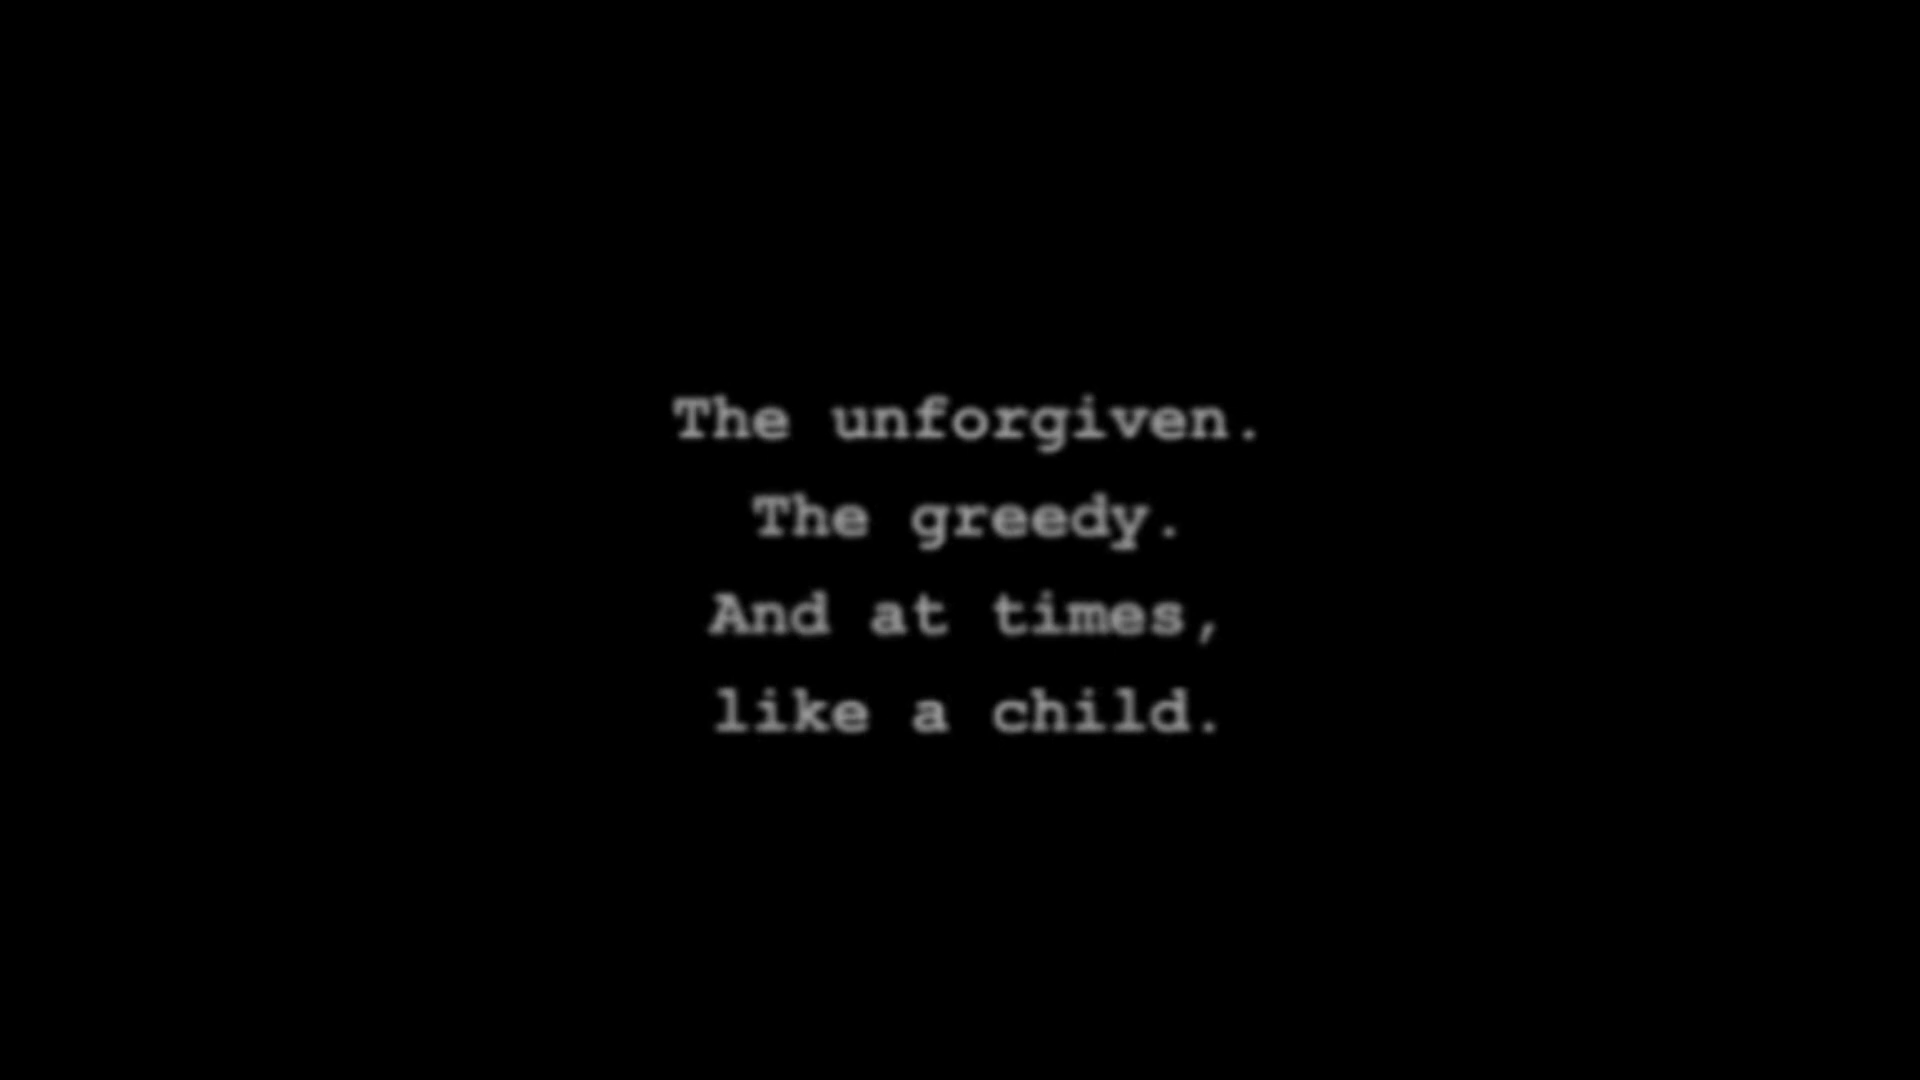 The unforgiven.
The greedy.
And at times,
like a child.